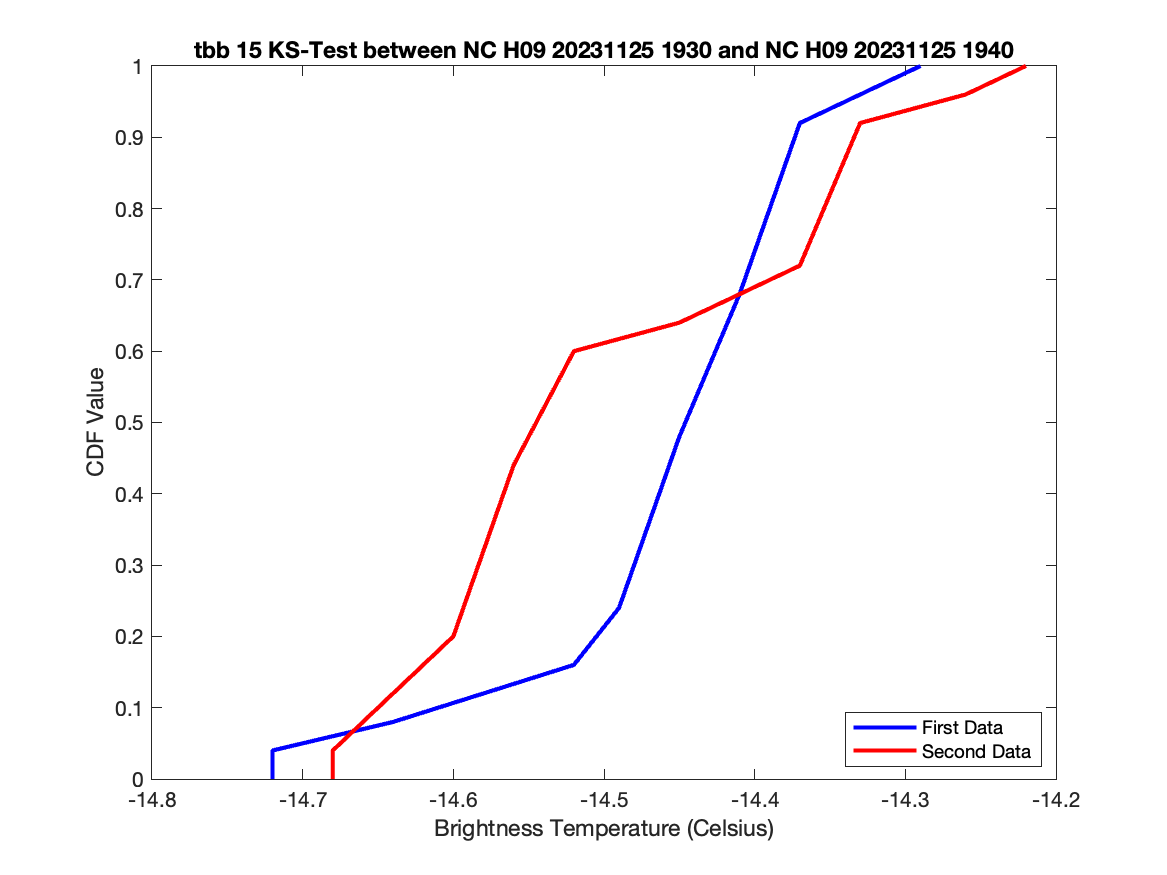 tbb 15 KS-Test between NC H09 20231125 1930 and NC H09 20231125 1940
1
0.9
0.8
0.7
0.6
0.5
0.4
0.3
0.2
0.1
0
CDF Value
First Data
Second Data
-14.8 -14.7 -14.6 -14.5 -14.4 -14.3 -14.2
Brightness Temperature (Celsius)